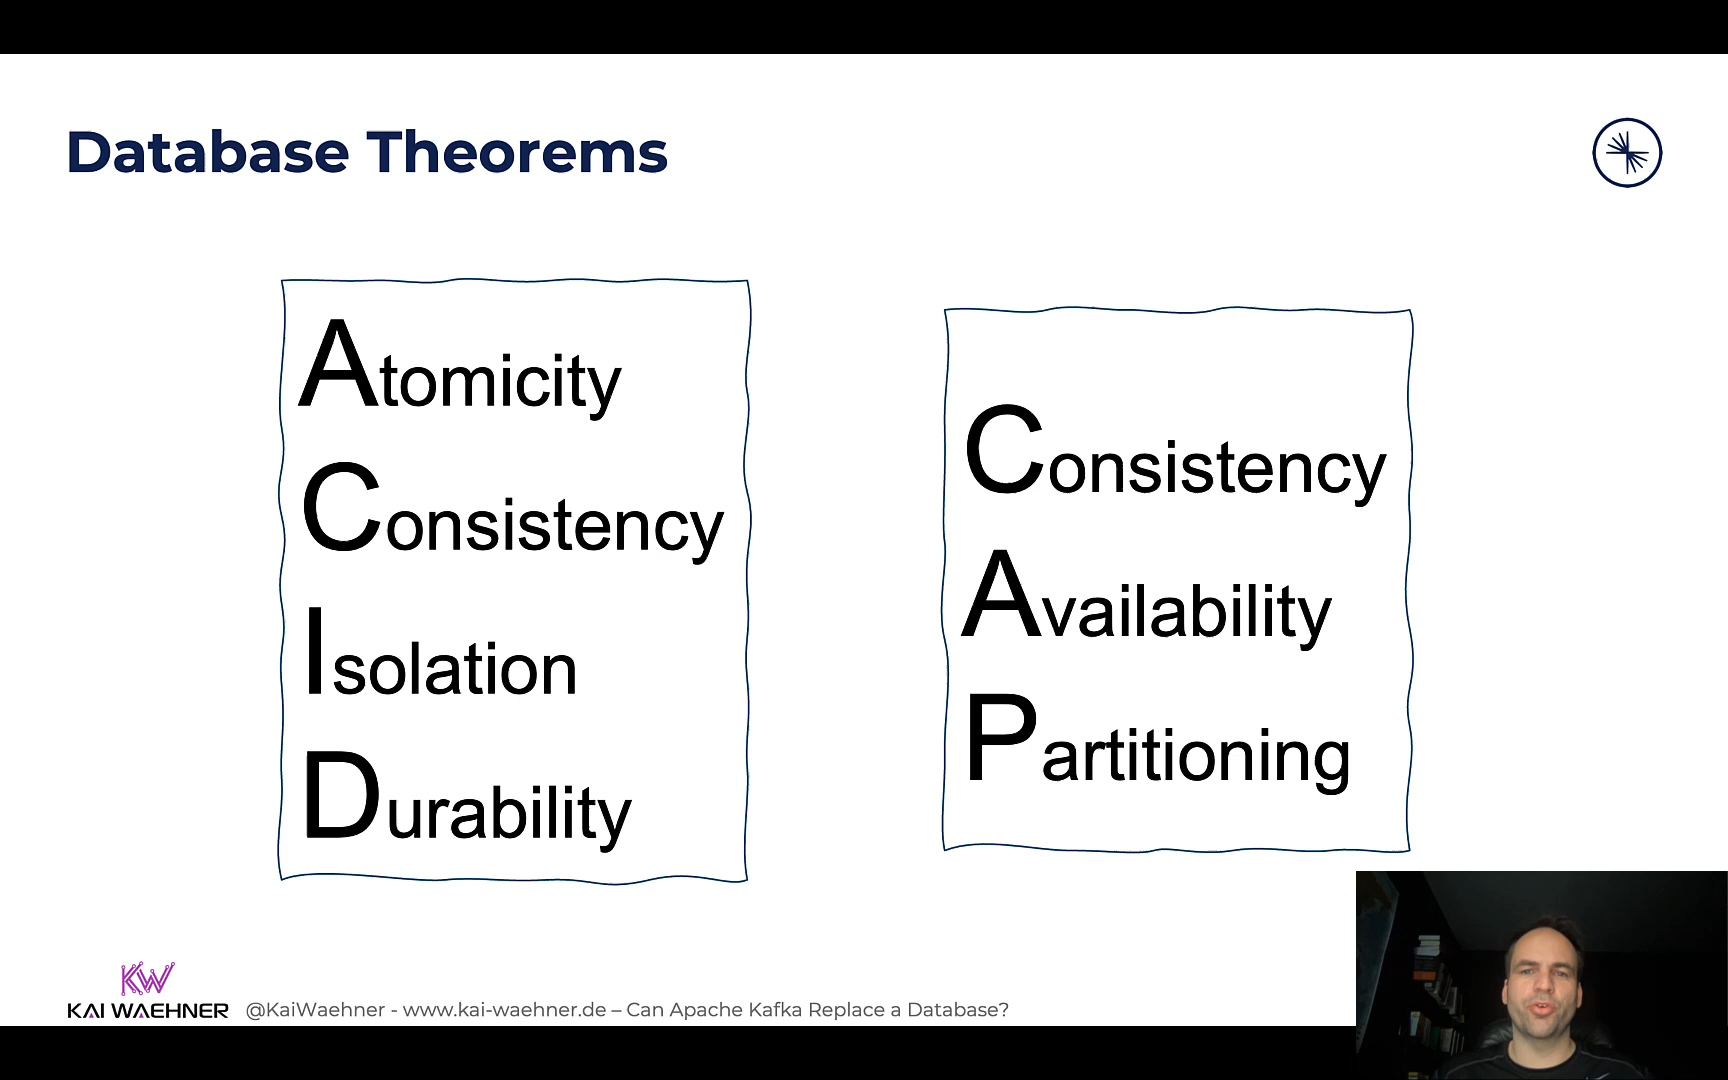 Database Theorems
Atomicity
Consistency
Isolation
Durability
Consistency
Availability
Partitioning
KW
KAI WAEHNER
@KaiWaehner - www.kai-waehner.de – Can Apache Kafka Replace a Database?